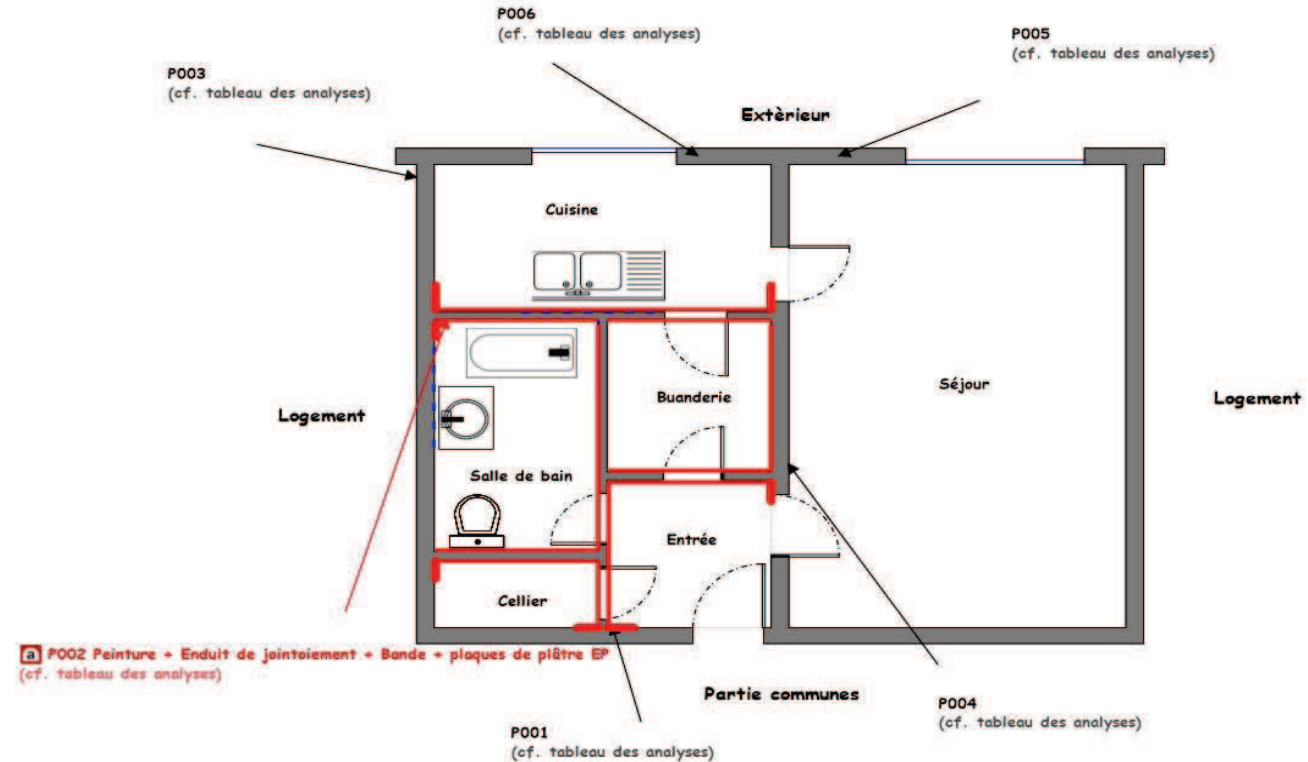 P006
(cf. tableau des analyses)
P005
(cf. tableau des analyses)
P003
(cf. tableau des analyses)
Extèrieur
Cuisine
Séjour
Buanderie
Logement
Logement
Salle de bain
Entrée
Cellier
a P002 Peinture + Enduit de jointoiement + Bande + plaques de plâtre EP
(cf. tableau des analyses)
Partie communes
P004
(cf. tableau des analyses)
P001
(cf. tableau des analyses)